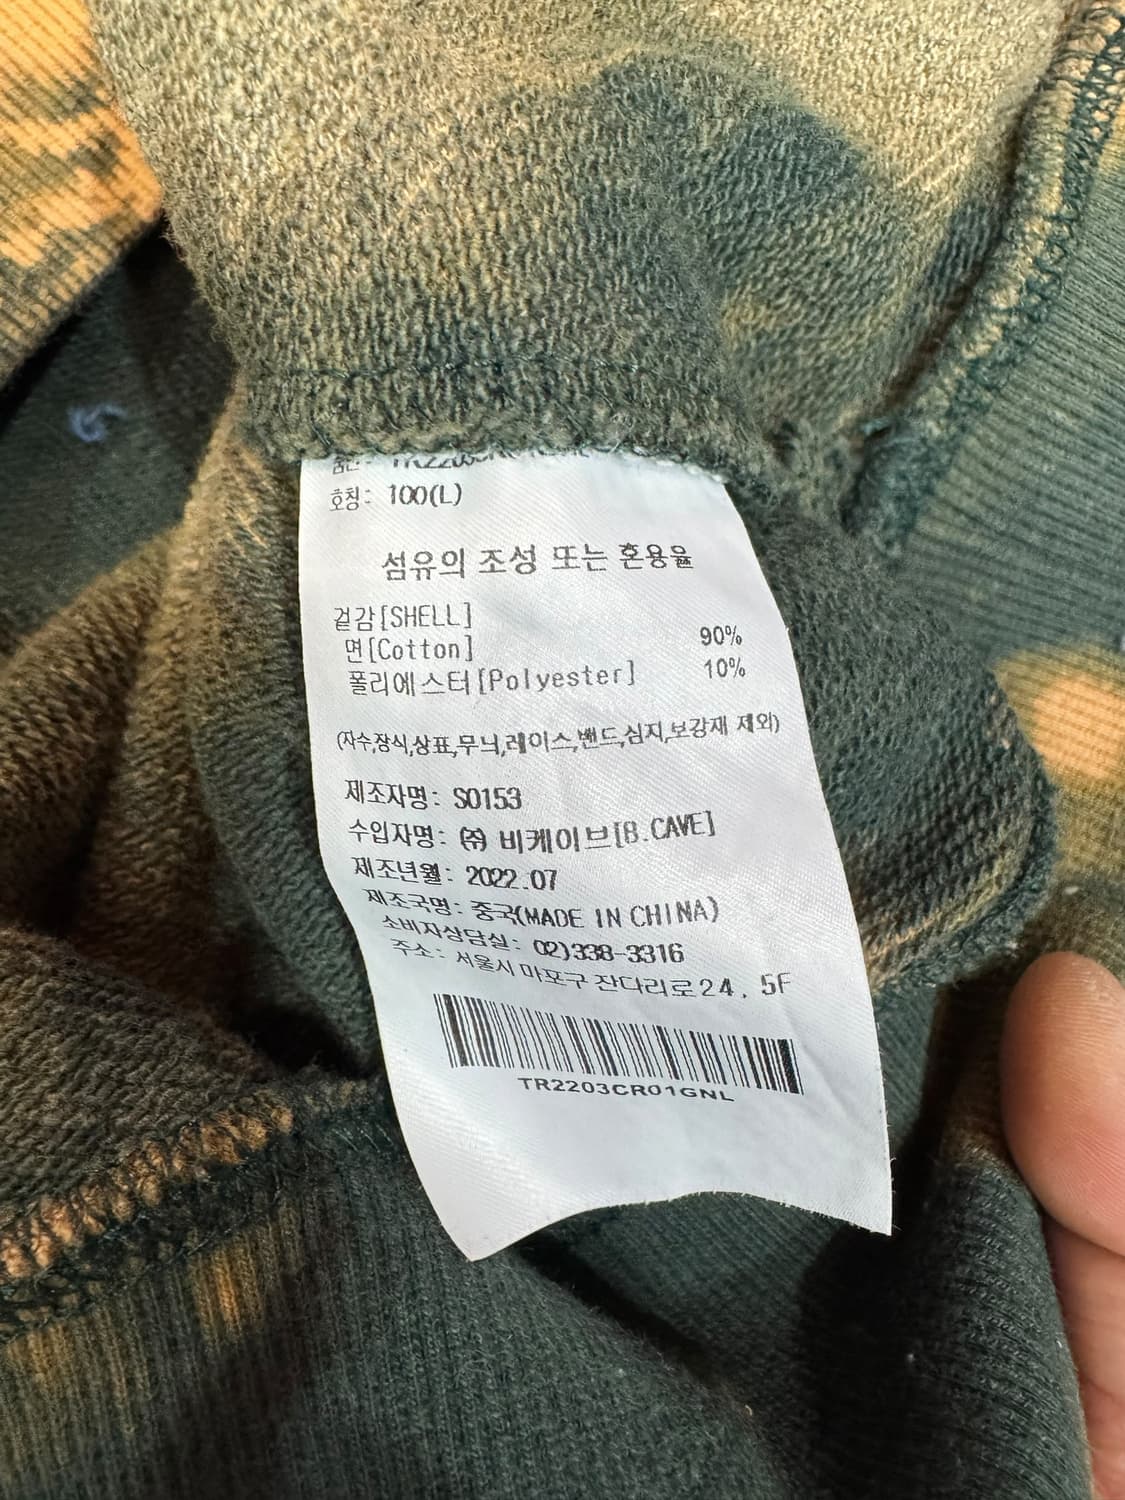 호칭: 100(L)
섬유의 조성 또는 혼용율
겉감[SHELL]
면[Cotton] 90%
폴리에스터[Polyester] 10%
(자수,장식,상표,무늬,레이스,밴드,심지,보강재 제외)
제조자명: S0153
수입자명: ㈜ 비케이브[B.CAVE]
제조년월: 2022.07
제조국명: 중국(MADE IN CHINA)
소비자상담실: 02)338-3316
주소: 서울시 마포구 잔다리로24, 5F
TR2203CR01GNL